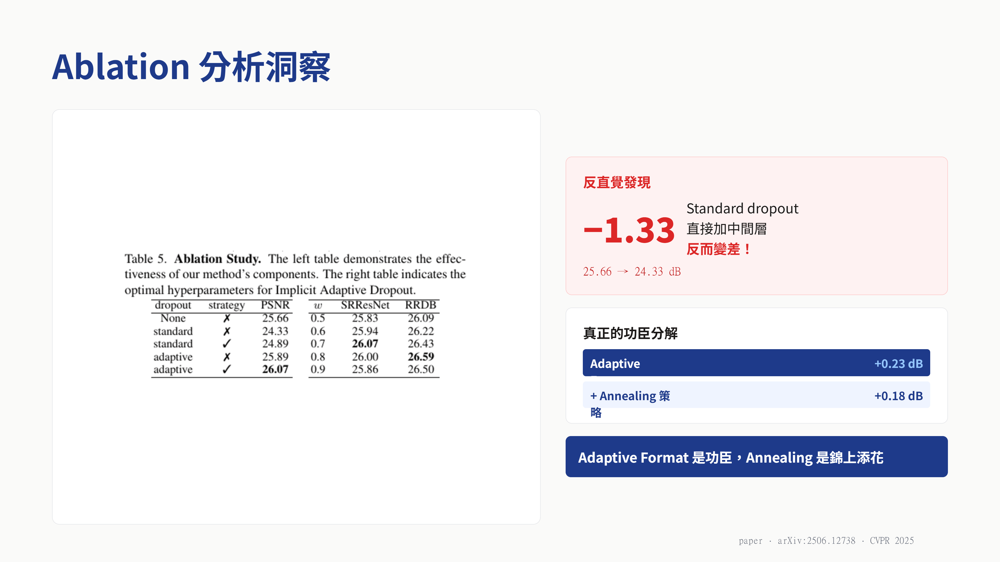 Ablation 分析洞察
Table 5. Ablation Study. The left table demonstrates the effec-
tiveness of our method's components. The right table indicates the
optimal hyperparameters for Implicit Adaptive Dropout.
dropout strategy PSNR
None ✗ 25.66
standard ✗ 24.33
standard ✓ 24.89
adaptive ✗ 25.89
adaptive ✓ 26.07
w SRResNet RRDB
0.5 25.83 26.09
0.6 25.94 26.22
0.7 26.07 26.43
0.8 26.00 26.59
0.9 25.86 26.50
反直覺發現
−1.33
Standard dropout
直接加中間層
反而變差！
25.66 → 24.33 dB
真正的功臣分解
Adaptive +0.23 dB
+ Annealing 策 +0.18 dB
略
Adaptive Format 是功臣，Annealing 是錦上添花
paper · arXiv:2506.12738 · CVPR 2025